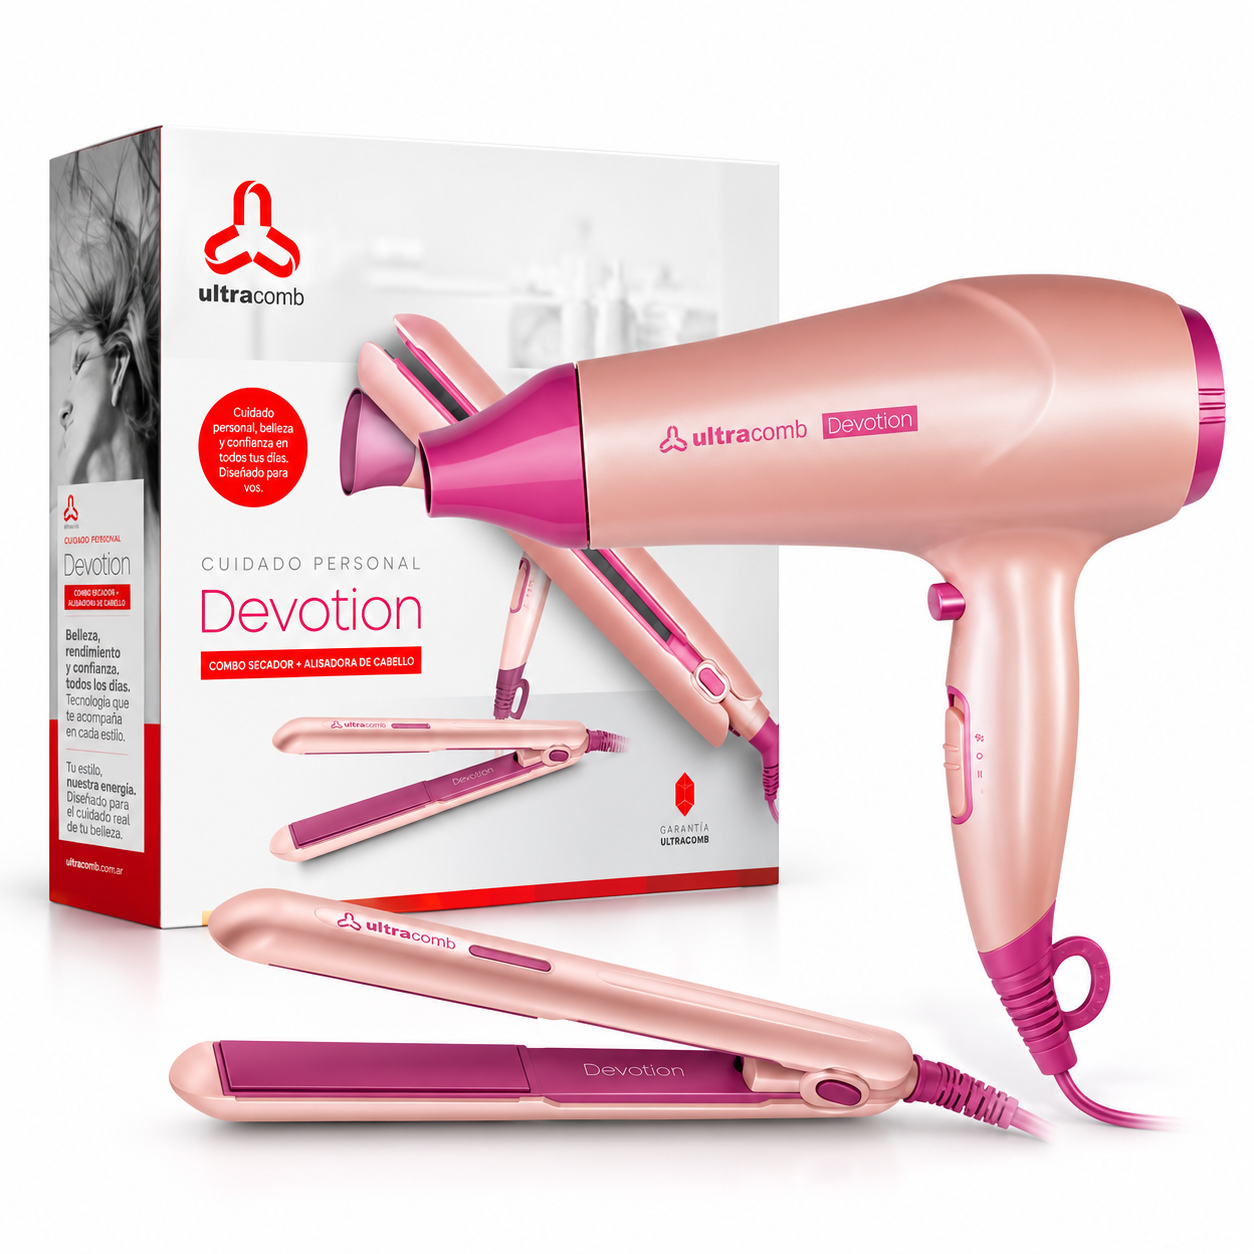 ultracomb
Cuidado
personal, belleza
y confianza en
todos tus días.
Diseñado para
vos.
CUIDADO PERSONAL
Devotion
COMBO SECADOR + ALISADORA DE CABELLO
ultracomb
Devotion
GARANTÍA
ULTRACOMB
CUIDADO PERSONAL
Devotion
COMBO SECADOR +
ALISADORA DE CABELLO
Belleza,
rendimiento
y confianza,
todos los días.
Tecnología que
te acompaña
en cada estilo.
Tu estilo,
nuestra energía.
Diseñado para
el cuidado real
de tu belleza.
ultracomb.com.ar
ultracomb Devotion
ultracomb
Devotion